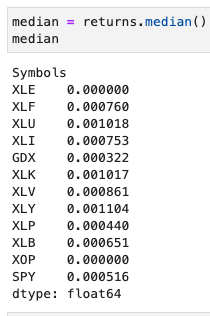 median = returns.median()
median
Symbols
XLE    0.000000
XLF    0.000760
XLU    0.001018
XLI    0.000753
GDX    0.000322
XLK    0.001017
XLV    0.000861
XLY    0.001104
XLP    0.000440
XLB    0.000651
XOP    0.000000
SPY    0.000516
dtype: float64